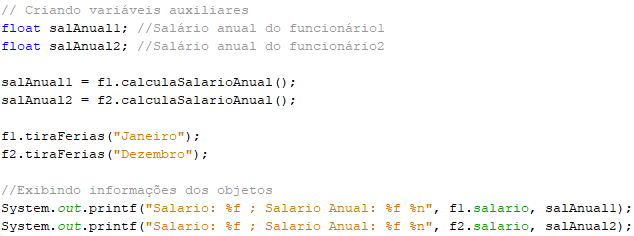 // Criando variáveis auxiliares
float salAnual1; //Salário anual do funcionário1
float salAnual2; //Salário anual do funcionário2
salAnual1 = f1.calculaSalarioAnual();
salAnual2 = f2.calculaSalarioAnual();
f1.tiraFerias("Janeiro");
f2.tiraFerias("Dezembro");
//Exibindo informações dos objetos
System.out.printf("Salario: %f ; Salario Anual: %f %n", f1.salario, salAnual1);
System.out.printf("Salario: %f ; Salario Anual: %f %n", f2.salario, salAnual2);